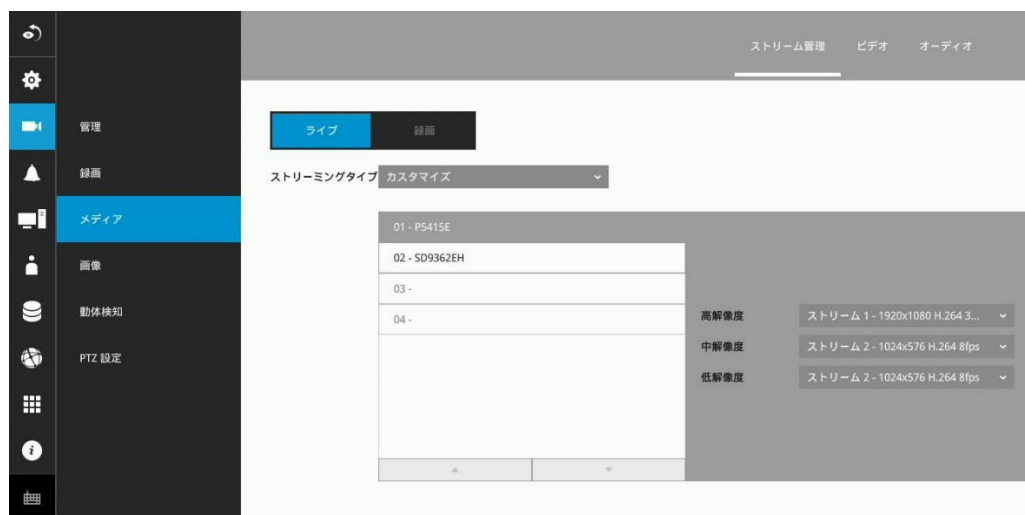 ストリーム管理 ビデオ オーディオ
管理
ライブ 録画
録画
ストリーミングタイプ カスタマイズ
メディア
01 - P5415E
画像
02 - SD9362EH
03 -
動体検知
高解像度 ストリーム 1 - 1920x1080 H.264 3...
04 -
中解像度 ストリーム 2 - 1024x576 H.264 8fps
PTZ 設定
低解像度 ストリーム 2 - 1024x576 H.264 8fps